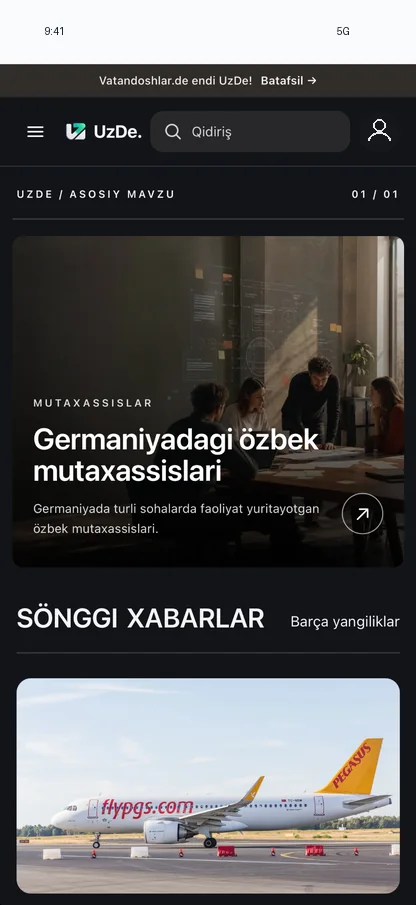 9:41
5G
Vatandoshlar.de endi UzDe! Batafsil →
UzDe.
Qidiriş
UZDE / ASOSIY MAVZU
01 / 01
MUTAXASSISLAR
Germaniyadagi özbek
mutaxassislari
Germaniyada turli sohalarda faoliyat yuritayotgan
özbek mutaxassislari.
SÖNGGI XABARLAR
Barça yangiliklar
PEGASUS
flypgs.com